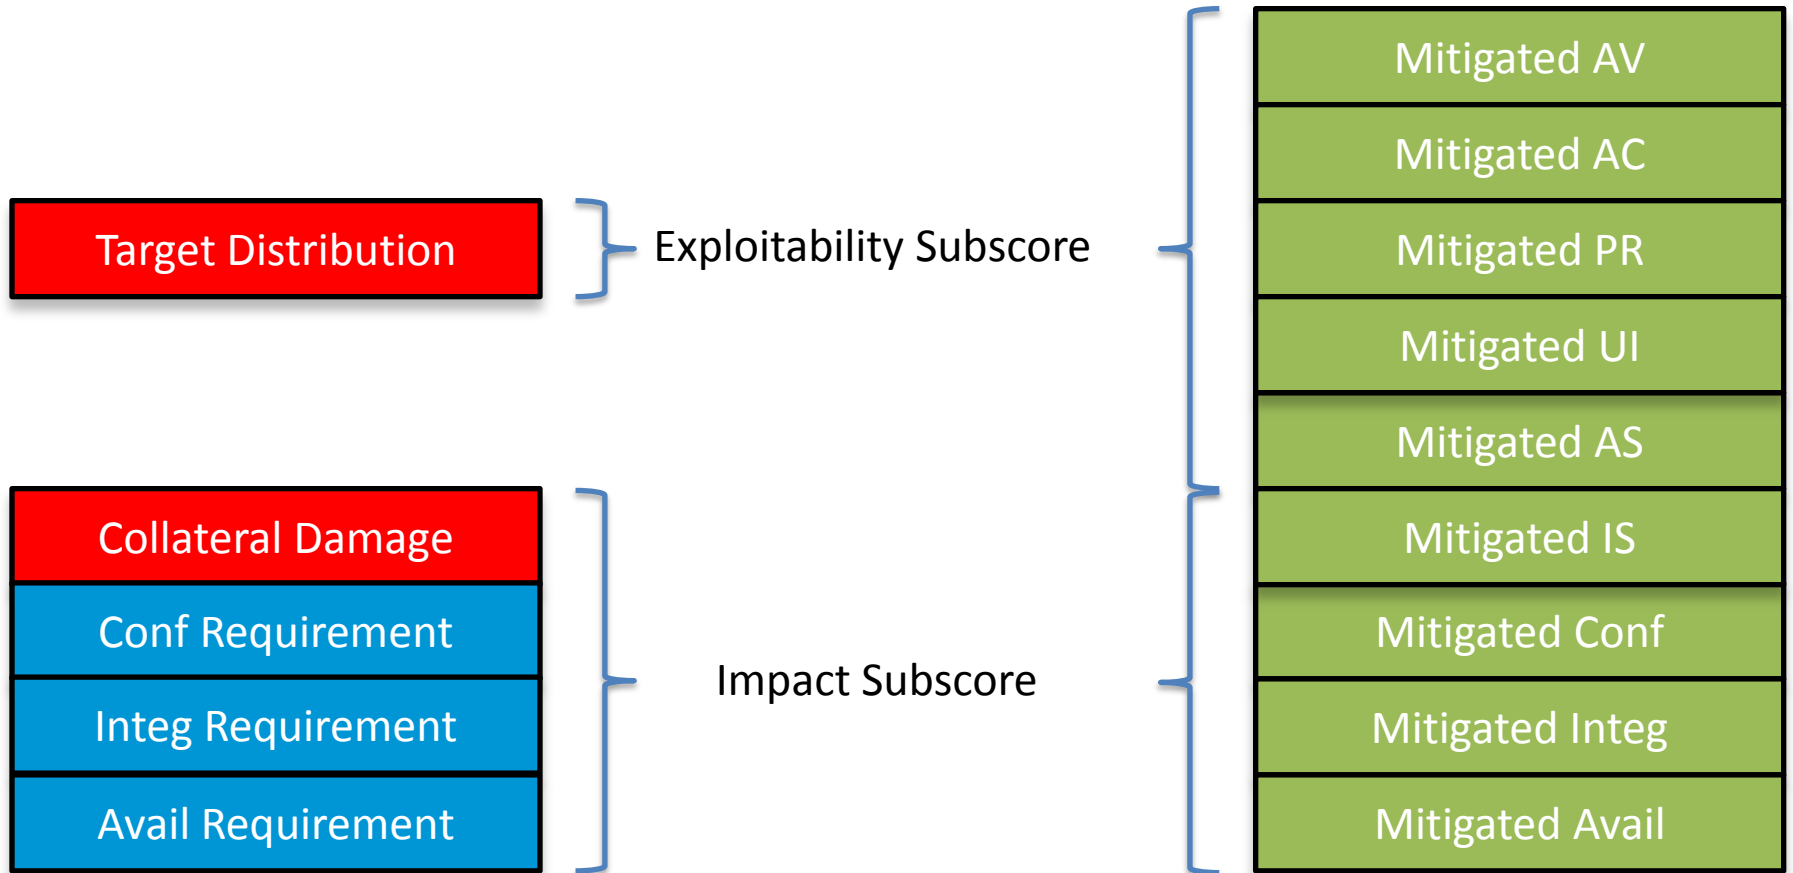 Target Distribution
Collateral Damage
Conf Requirement
Integ Requirement
Avail Requirement
Exploitability Subscore
Impact Subscore
Mitigated AV
Mitigated AC
Mitigated PR
Mitigated UI
Mitigated AS
Mitigated IS
Mitigated Conf
Mitigated Integ
Mitigated Avail